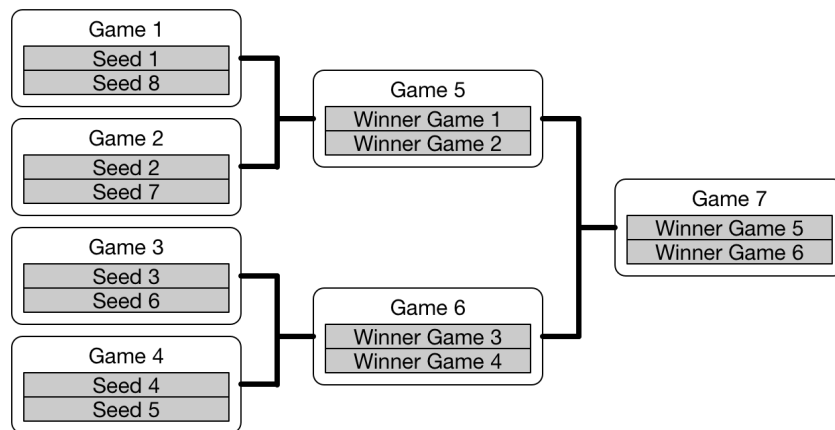 Game 1
Seed 1
Seed 8
Game 2
Seed 2
Seed 7
Game 3
Seed 3
Seed 6
Game 4
Seed 4
Seed 5
Game 5
Winner Game 1
Winner Game 2
Game 6
Winner Game 3
Winner Game 4
Game 7
Winner Game 5
Winner Game 6